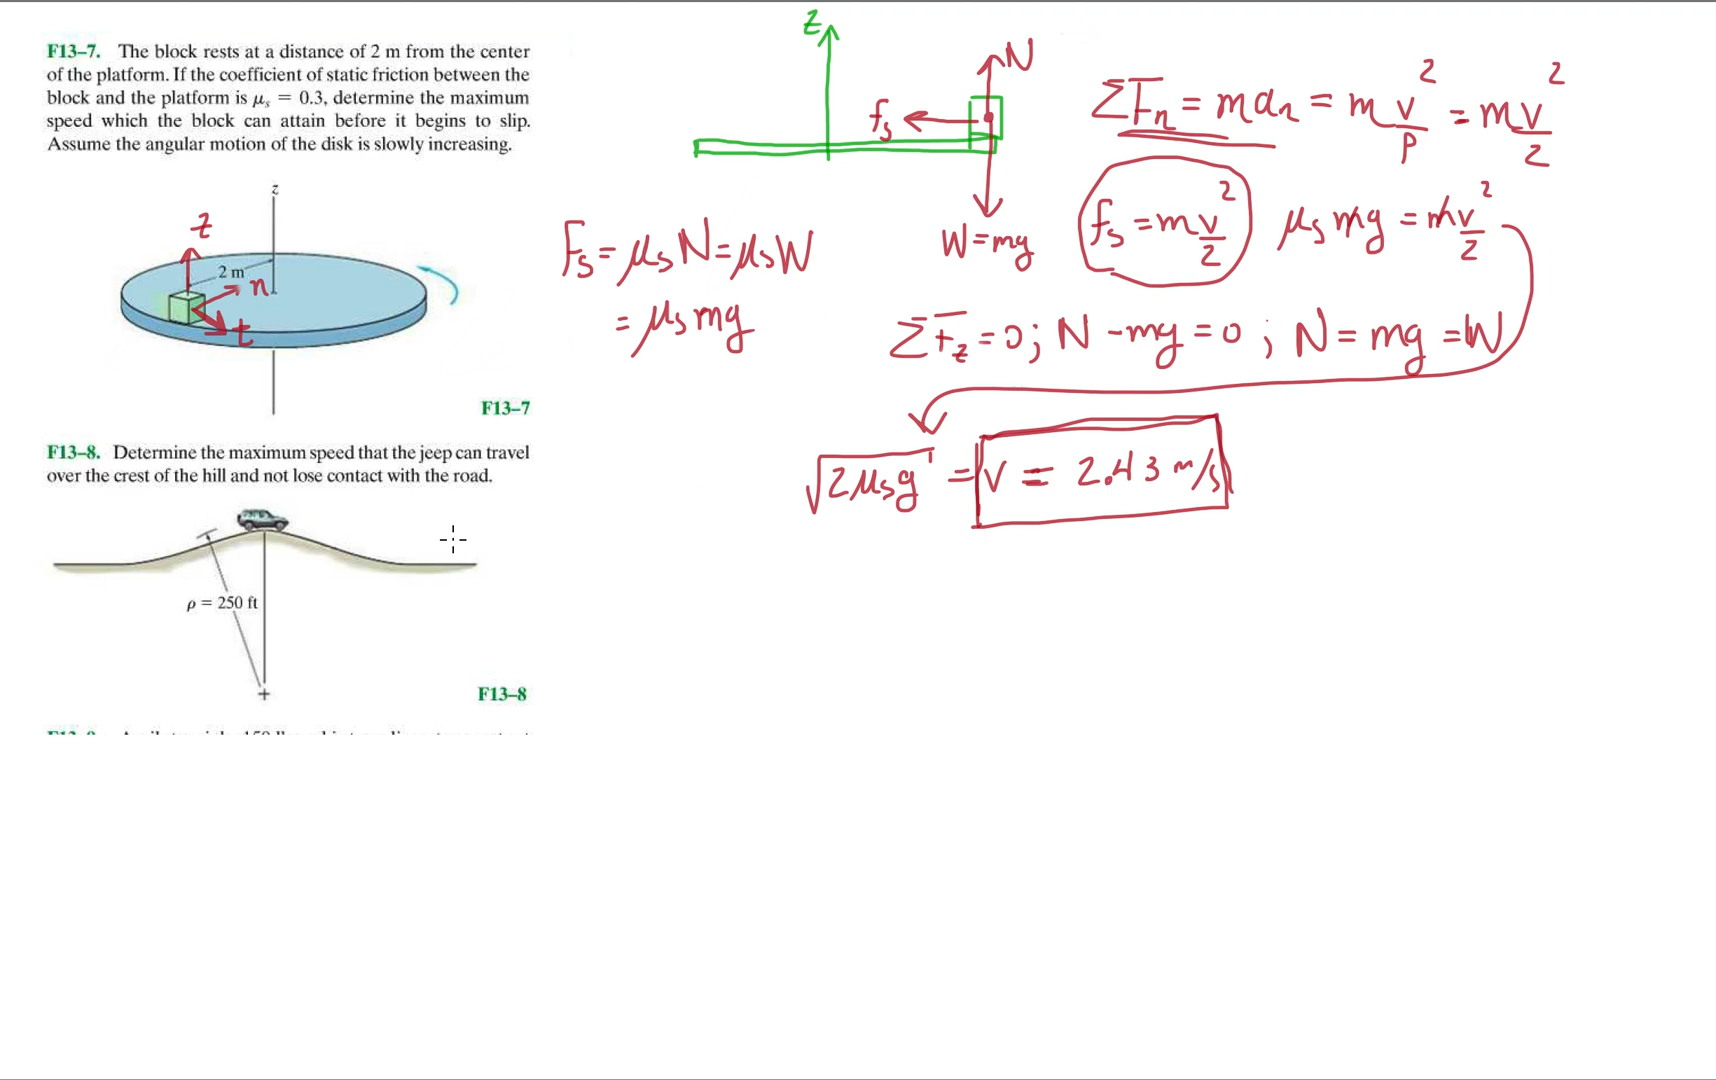 F13–7. The block rests at a distance of 2 m from the center
of the platform. If the coefficient of static friction between the
block and the platform is μs = 0.3, determine the maximum
speed which the block can attain before it begins to slip.
Assume the angular motion of the disk is slowly increasing.
z
z
2 m
n
t
F13–7
F13–8. Determine the maximum speed that the jeep can travel
over the crest of the hill and not lose contact with the road.
ρ = 250 ft
F13–8
z
N
fs
W = mg
Fs = μs N = μs W
= μs mg
ΣFn = man = m v²/ρ = m v²/2
fs = m v²/2
μs mg = m v²/2
ΣFz = 0; N - mg = 0; N = mg = W
√2μsg = v = 2.43 m/s